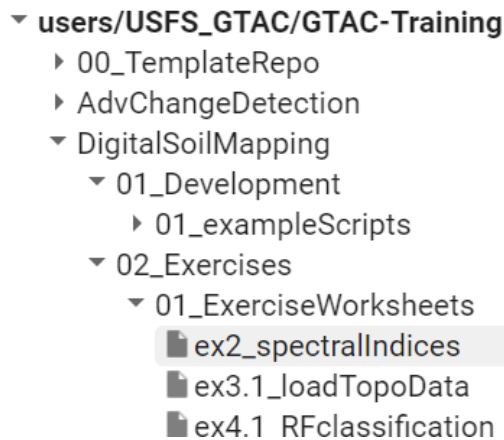 users/USFS_GTAC/GTAC-Training
00_TemplateRepo
AdvChangeDetection
DigitalSoilMapping
01_Development
01_exampleScripts
02_Exercises
01_ExerciseWorksheets
ex2_spectralIndices
ex3.1_loadTopoData
ex4.1_RFclassification